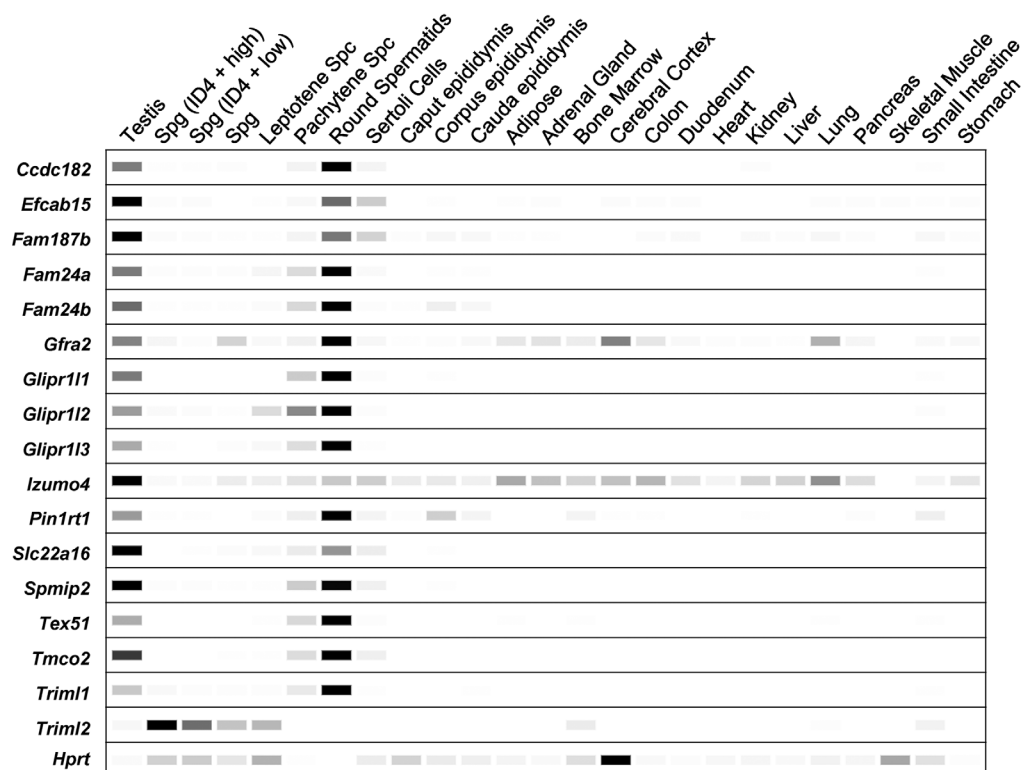 Testis
Spg (ID4 + high)
Spg (ID4 + low)
Spg
Leptotene Spc
Pachytene Spc
Round Spermatids
Sertoli Cells
Caput epididymis
Corpus epididymis
Cauda epididymis
Adipose
Adrenal Gland
Bone Marrow
Cerebral Cortex
Colon
Duodenum
Heart
Kidney
Liver
Lung
Pancreas
Skeletal Muscle
Small Intestine
Stomach
Ccdc182
Efcab15
Fam187b
Fam24a
Fam24b
Gfra2
Glipr1l1
Glipr1l2
Glipr1l3
Izumo4
Pin1rt1
Slc22a16
Spmip2
Tex51
Tmco2
Triml1
Triml2
Hprt